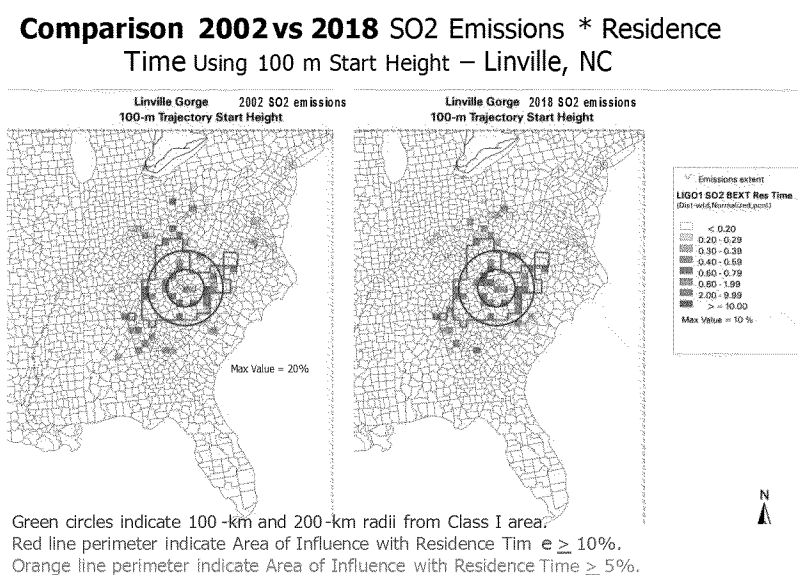 Comparison 2002 vs 2018 SO2 Emissions * Residence
Time Using 100 m Start Height – Linville, NC
Linville Gorge 2002 SO2 emissions
100-m Trajectory Start Height
Linville Gorge 2018 SO2 emissions
100-m Trajectory Start Height
Emissions extent
LIGO1 SO2 BEXT Res Time
(Dist-wtd,Normalized,pcnt)
< 0.20
0.20 - 0.29
0.30 - 0.39
0.40 - 0.59
0.60 - 0.79
0.80 - 1.99
2.00 - 9.99
> = 10.00
Max Value = 10 %
Max Value = 20%
N
Green circles indicate 100 -km and 200 -km radii from Class I area.
Red line perimeter indicate Area of Influence with Residence Tim e > 10%.
Orange line perimeter indicate Area of Influence with Residence Time > 5%.